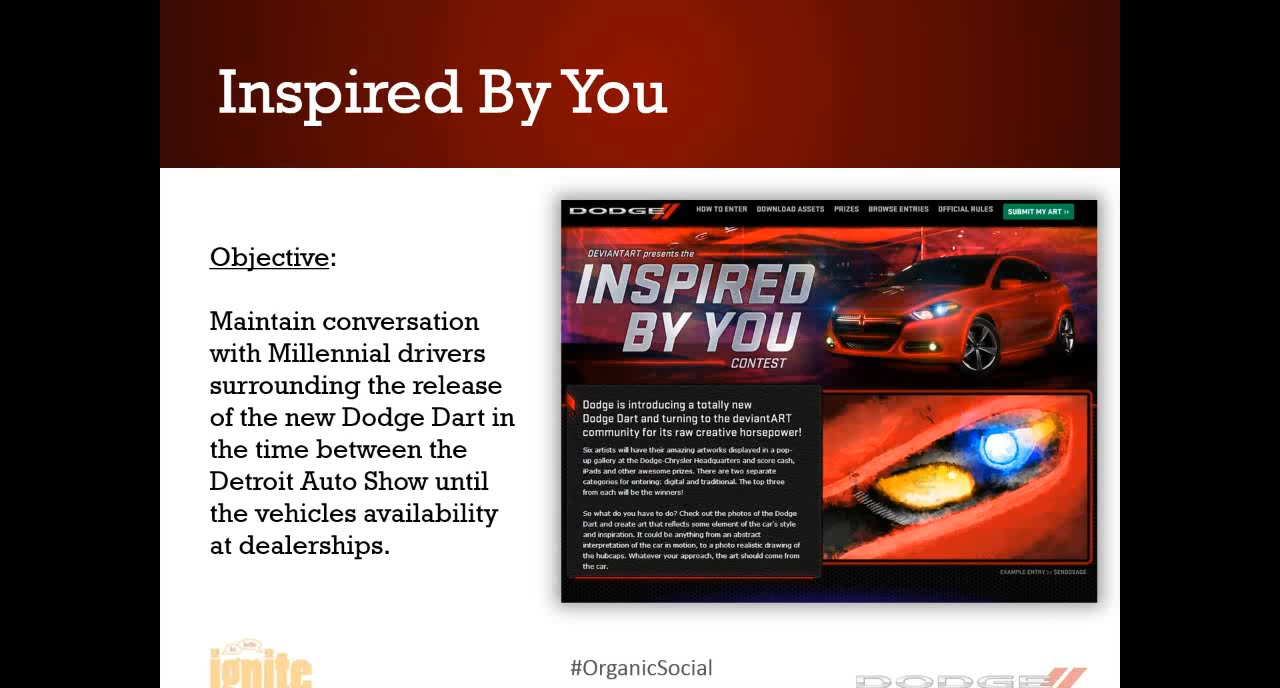 Inspired By You
Objective:
Maintain conversation
with Millennial drivers
surrounding the release
of the new Dodge Dart in
the time between the
Detroit Auto Show until
the vehicles availability
at dealerships.
DODGE
HOW TO ENTER
DOWNLOAD ASSETS
PRIZES
BROWSE ENTRIES
OFFICIAL RULES
SUBMIT MY ART >>
DEVIANTART presents the
INSPIRED
BY YOU
CONTEST
Dodge is introducing a totally new
Dodge Dart and turning to the deviantART
community for its raw creative horsepower!
Six artists will have their amazing artworks displayed in a pop-
up gallery at the Dodge-Chrysler Headquarters and score cash,
iPads and other awesome prizes. There are two separate
categories for entering: digital and traditional. The top three
from each will be the winners!
So what do you have to do? Check out the photos of the Dodge
Dart and create art that reflects some element of the car's style
and inspiration. It could be anything from an abstract
interpretation of the car in motion, to a photo realistic drawing of
the hubcaps. Whatever your approach, the art should come from
the car.
EXAMPLE ENTRY
ignite
#OrganicSocial
DODGE